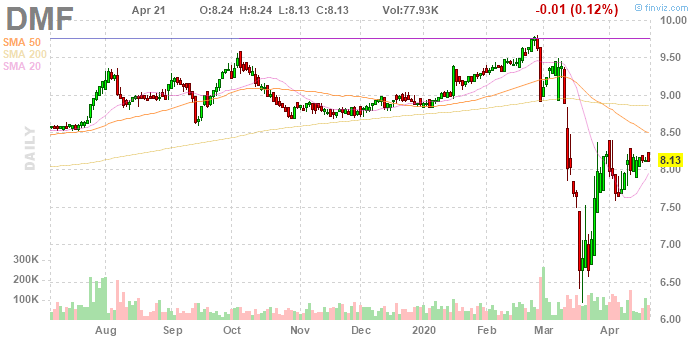 DMF Apr 21 O:8.24 H:8.24 L:8.13 C:8.13 Vol:77.93K -0.01 (0.12%) © finviz.com
SMA 50
SMA 200
SMA 20
DAILY
10.00
9.50
9.00
8.50
8.13
8.00
7.50
7.00
6.50
6.00
300K
200K
100K
Aug Sep Oct Nov Dec 2020 Feb Mar Apr